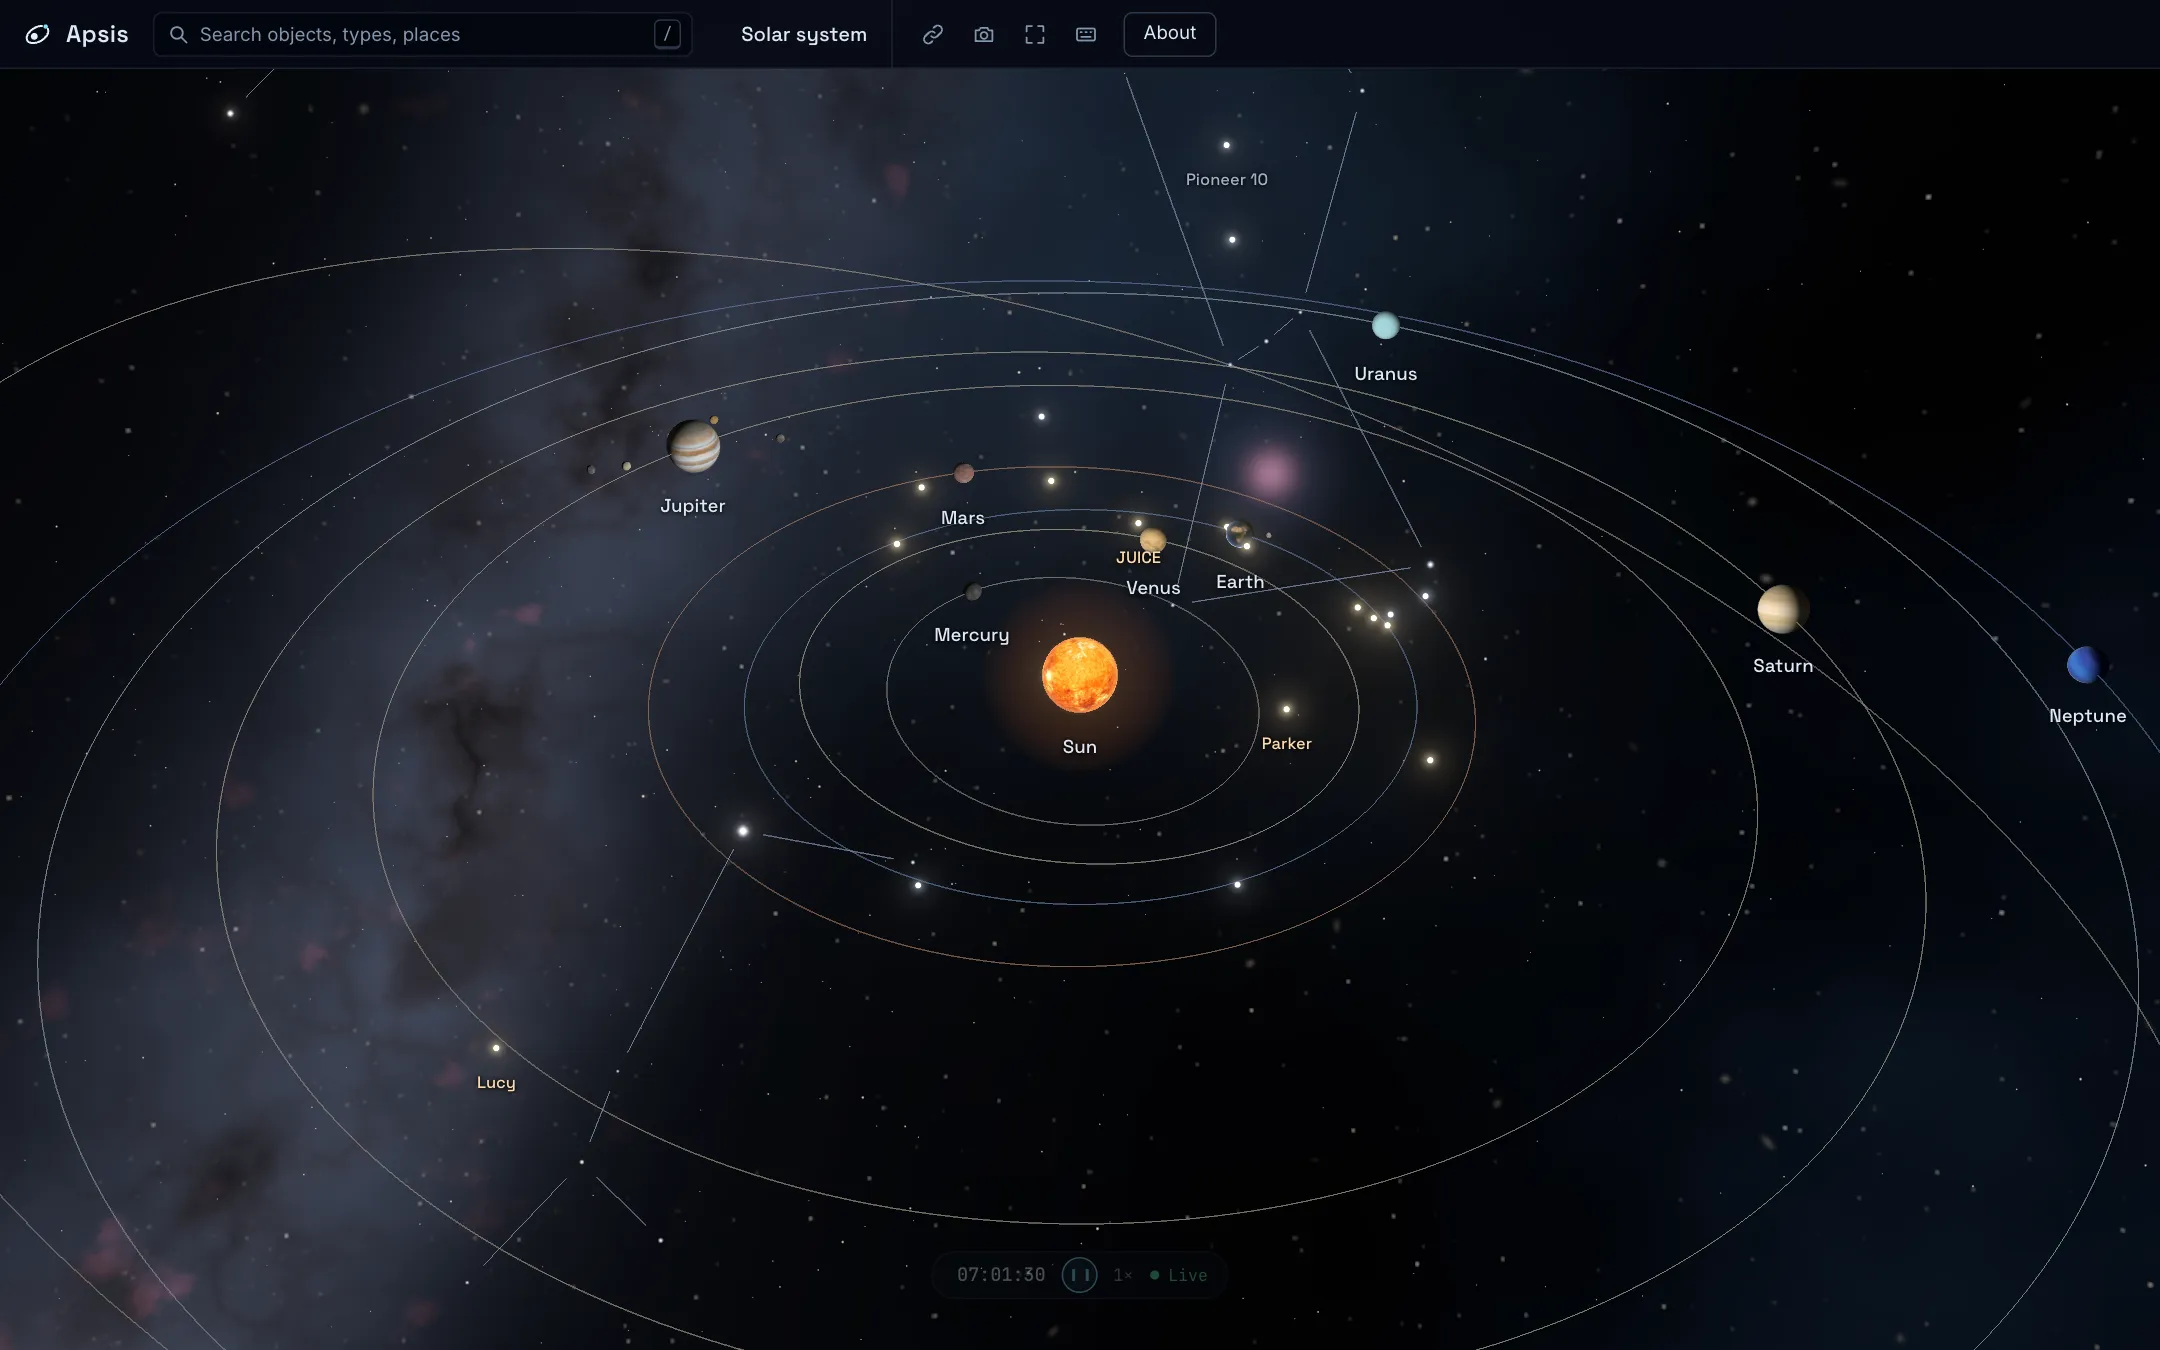 Apsis
Search objects, types, places
/
Solar system
About
Pioneer 10
Uranus
Jupiter
Mars
JUICE
Venus
Earth
Mercury
Saturn
Neptune
Sun
Parker
Lucy
07:01:30
1×
Live